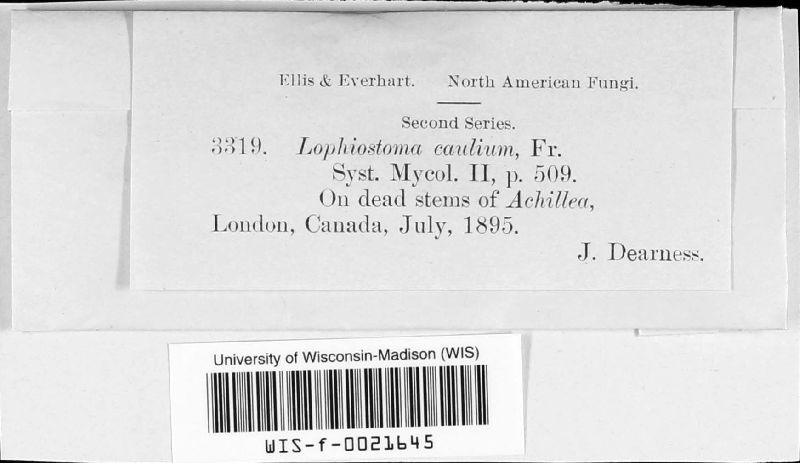 Ellis & Everhart. North American Fungi.
Second Series.
3319. Lophiostoma caulium, Fr.
Syst. Mycol. II, p. 509.
On dead stems of Achillea,
London, Canada, July, 1895.
J. Dearness.
University of Wisconsin-Madison (WIS)
WIS-f-0021645